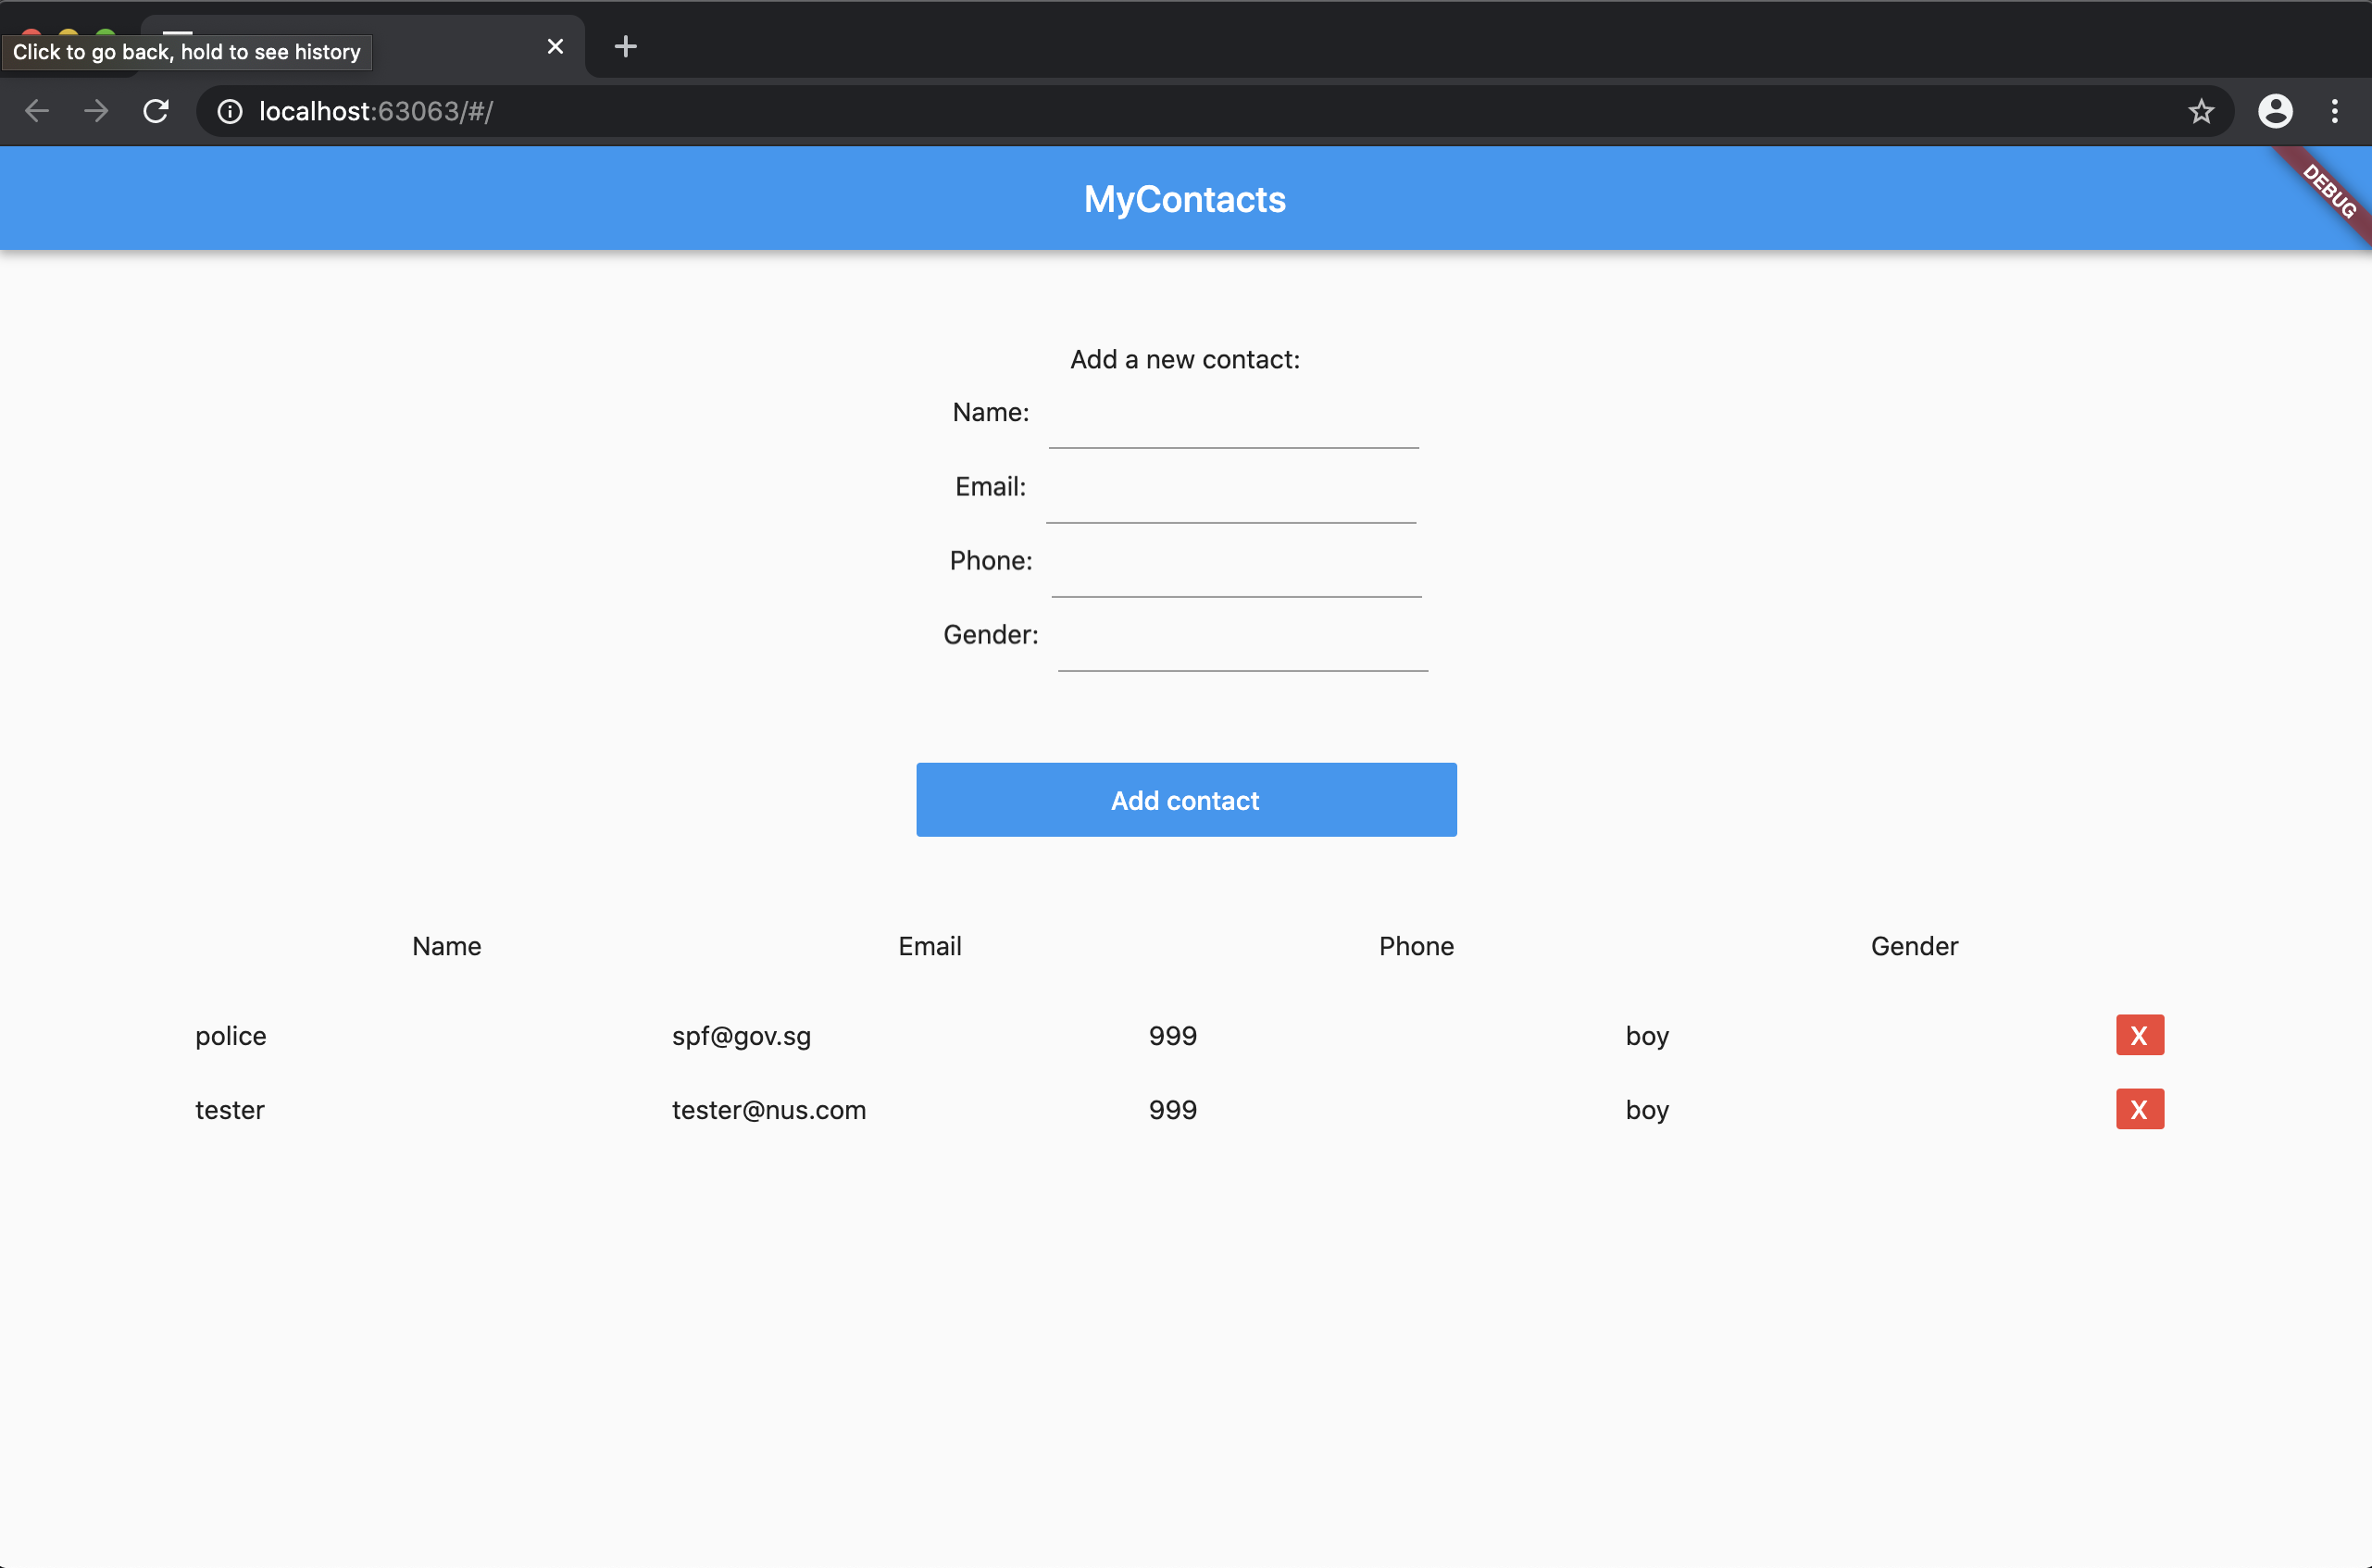 Click to go back, hold to see history
localhost:63063/#/
MyContacts
DEBUG
Add a new contact:
Name:
Email:
Phone:
Gender:
Add contact
Name Email Phone Gender
police spf@gov.sg 999 boy X
tester tester@nus.com 999 boy X